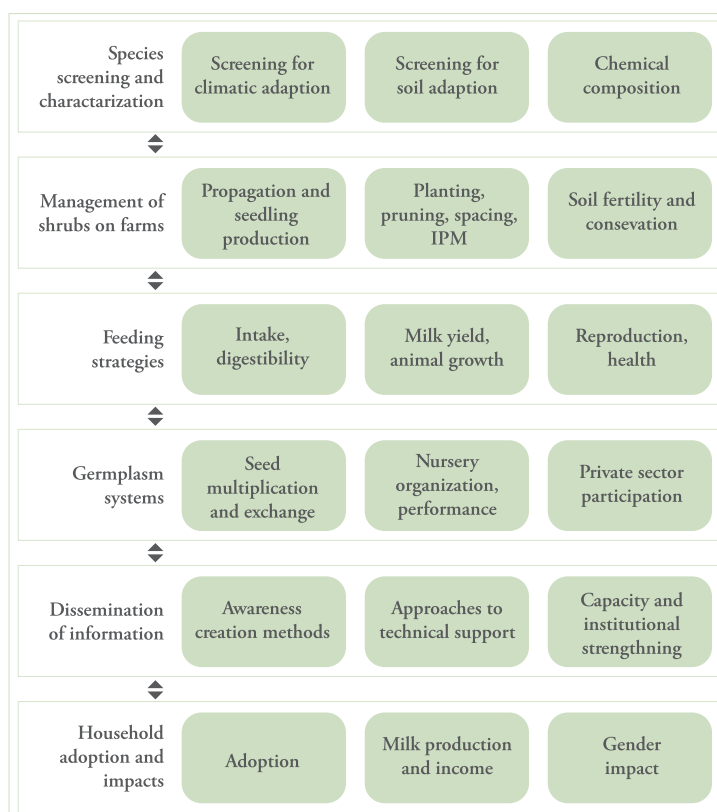 Species
screening and
charactarization
Screening for
climatic adaption
Screening for
soil adaption
Chemical
composition
Management of
shrubs on farms
Propagation and
seedling
production
Planting,
pruning, spacing,
IPM
Soil fertility and
consevation
Feeding
strategies
Intake,
digestibility
Milk yield,
animal growth
Reproduction,
health
Germplasm
systems
Seed
multiplication
and exchange
Nursery
organization,
performance
Private sector
participation
Dissemination
of information
Awareness
creation methods
Approaches to
technical support
Capacity and
institutional
strengthning
Household
adoption and
impacts
Adoption
Milk production
and income
Gender
impact